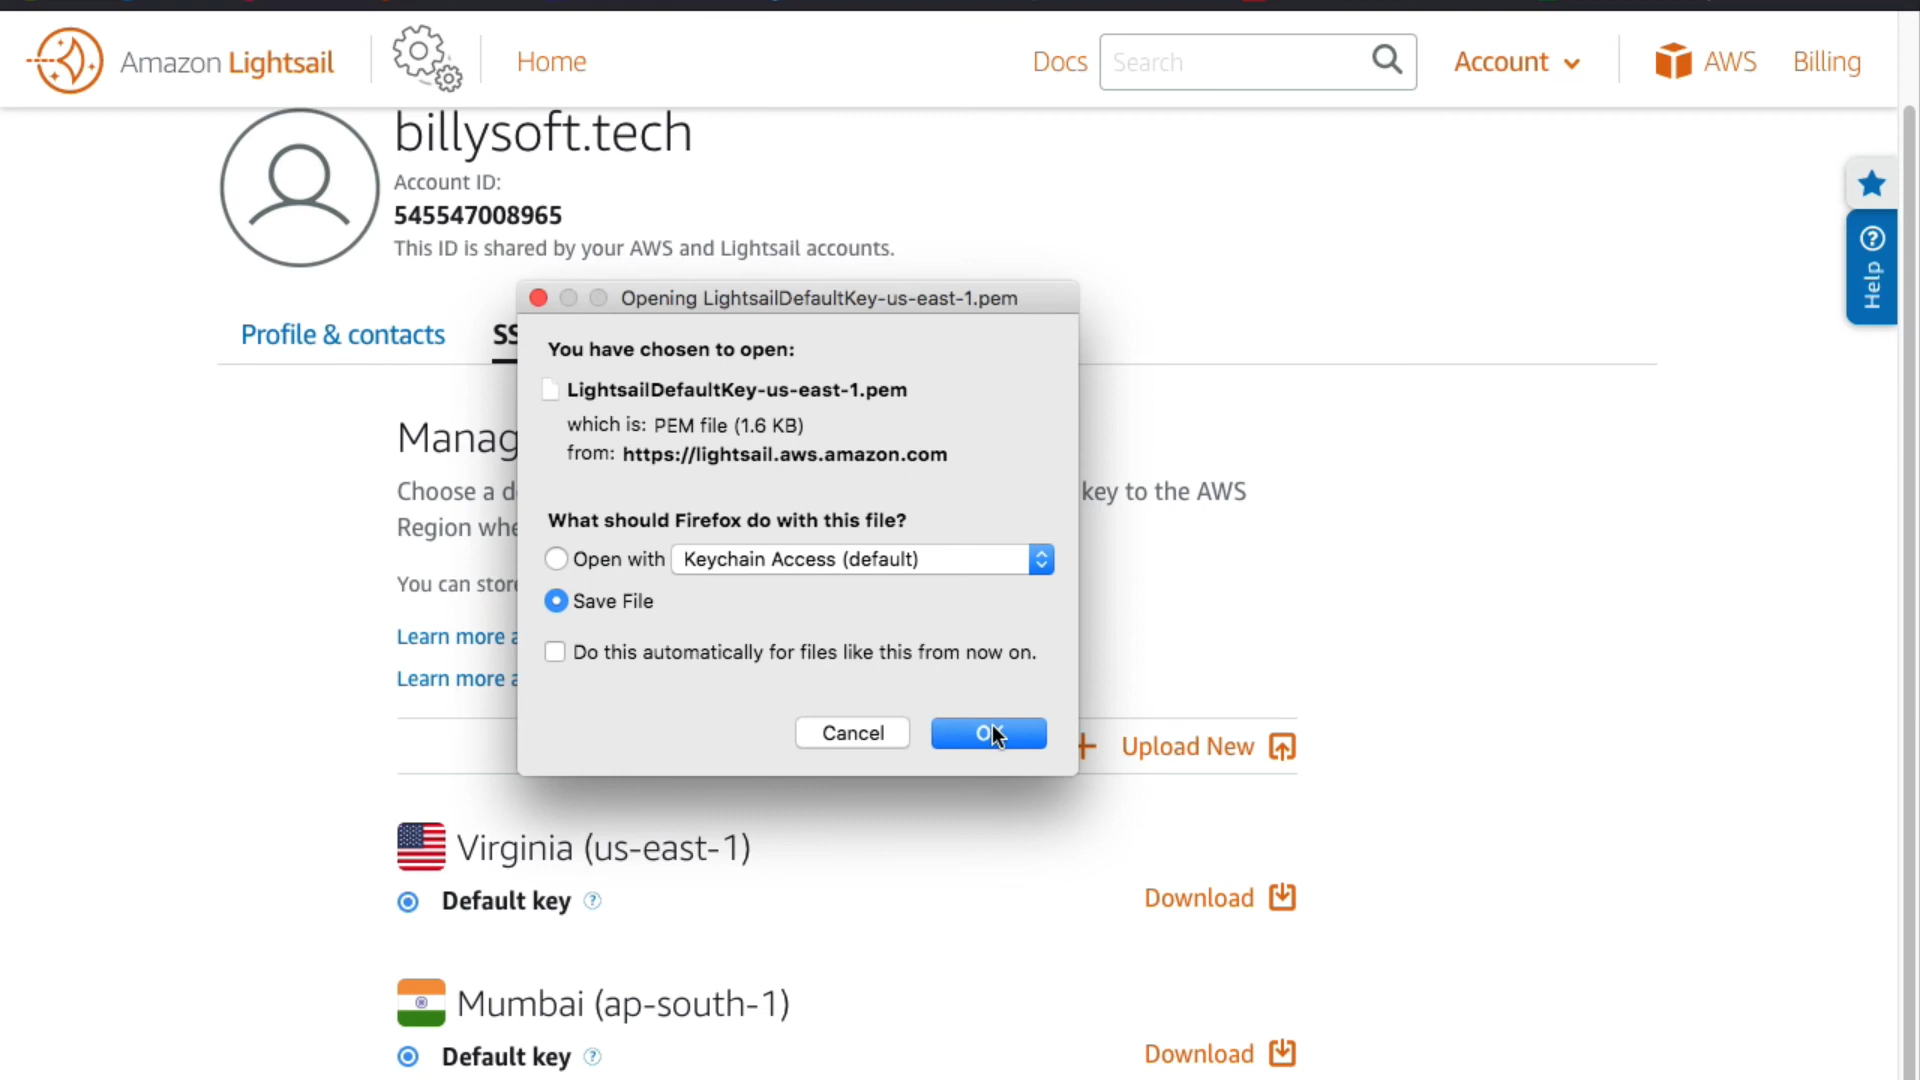 Amazon Lightsail
Home
Docs
Search
Account
AWS
Billing
billysoft.tech
Account ID:
545547008965
This ID is shared by your AWS and Lightsail accounts.
Help
Profile & contacts
SS
Opening LightsailDefaultKey-us-east-1.pem
You have chosen to open:
LightsailDefaultKey-us-east-1.pem
which is: PEM file (1.6 KB)
from: https://lightsail.aws.amazon.com
What should Firefox do with this file?
Open with Keychain Access (default)
Save File
Do this automatically for files like this from now on.
Cancel
OK
Manag
Choose a d
key to the AWS
Region whe
You can store
Learn more a
Learn more a
+ Upload New
Virginia (us-east-1)
Default key ?
Download
Mumbai (ap-south-1)
Default key ?
Download